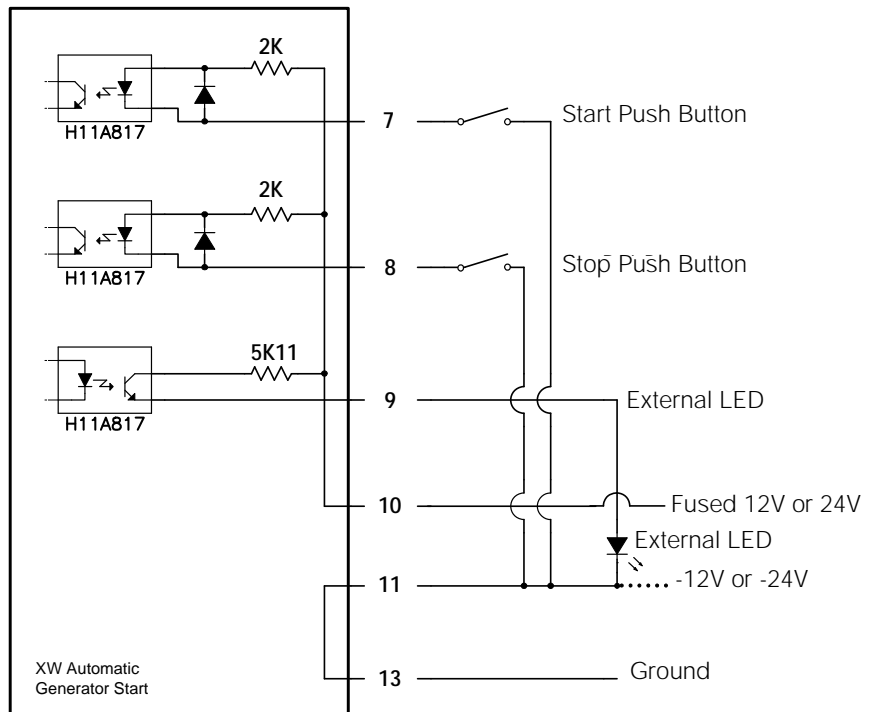 2K
H11A817
7
Start Push Button
2K
H11A817
8
Stop Push Button
5K11
H11A817
9
External LED
10
Fused 12V or 24V
External LED
11
-12V or -24V
XW Automatic
Generator Start
13
Ground